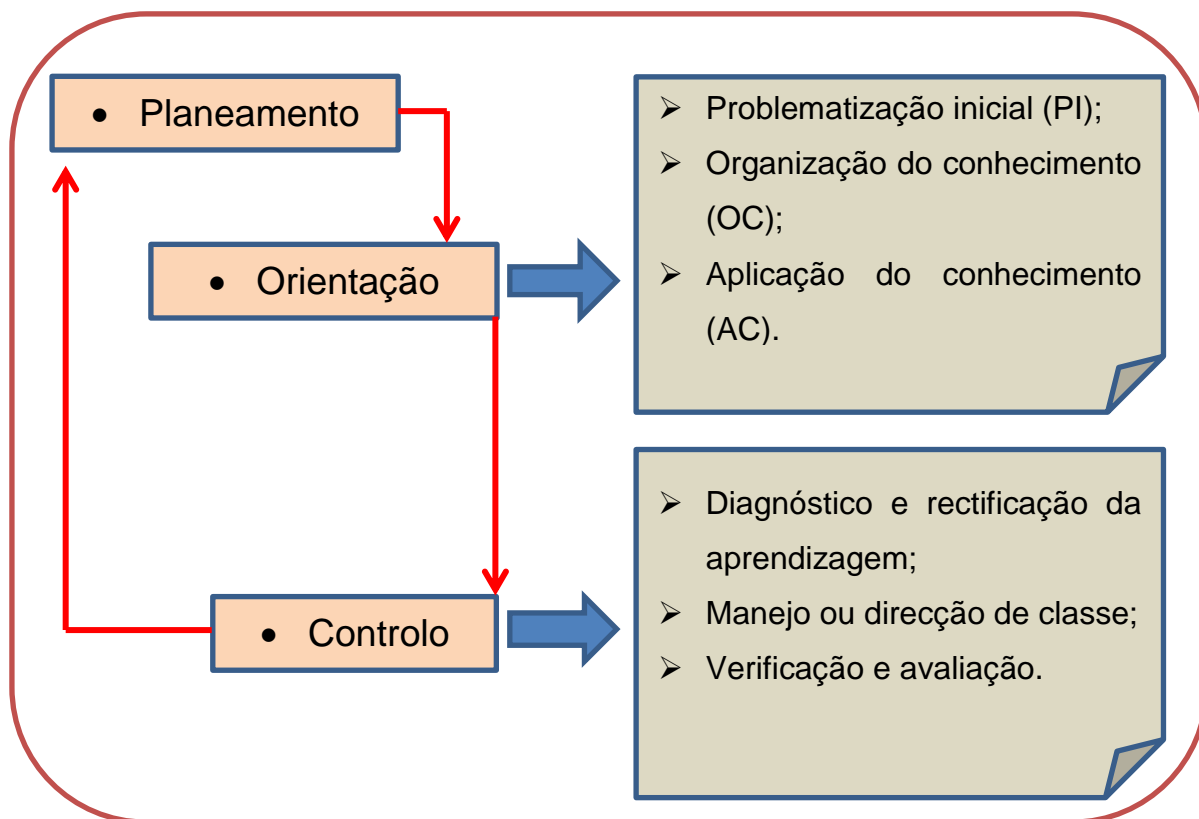 • Planeamento
➢ Problematização inicial (PI);
➢ Organização do conhecimento
(OC);
➢ Aplicação do conhecimento
(AC).
• Orientação
➢ Diagnóstico e rectificação da
aprendizagem;
➢ Manejo ou direcção de classe;
➢ Verificação e avaliação.
• Controlo